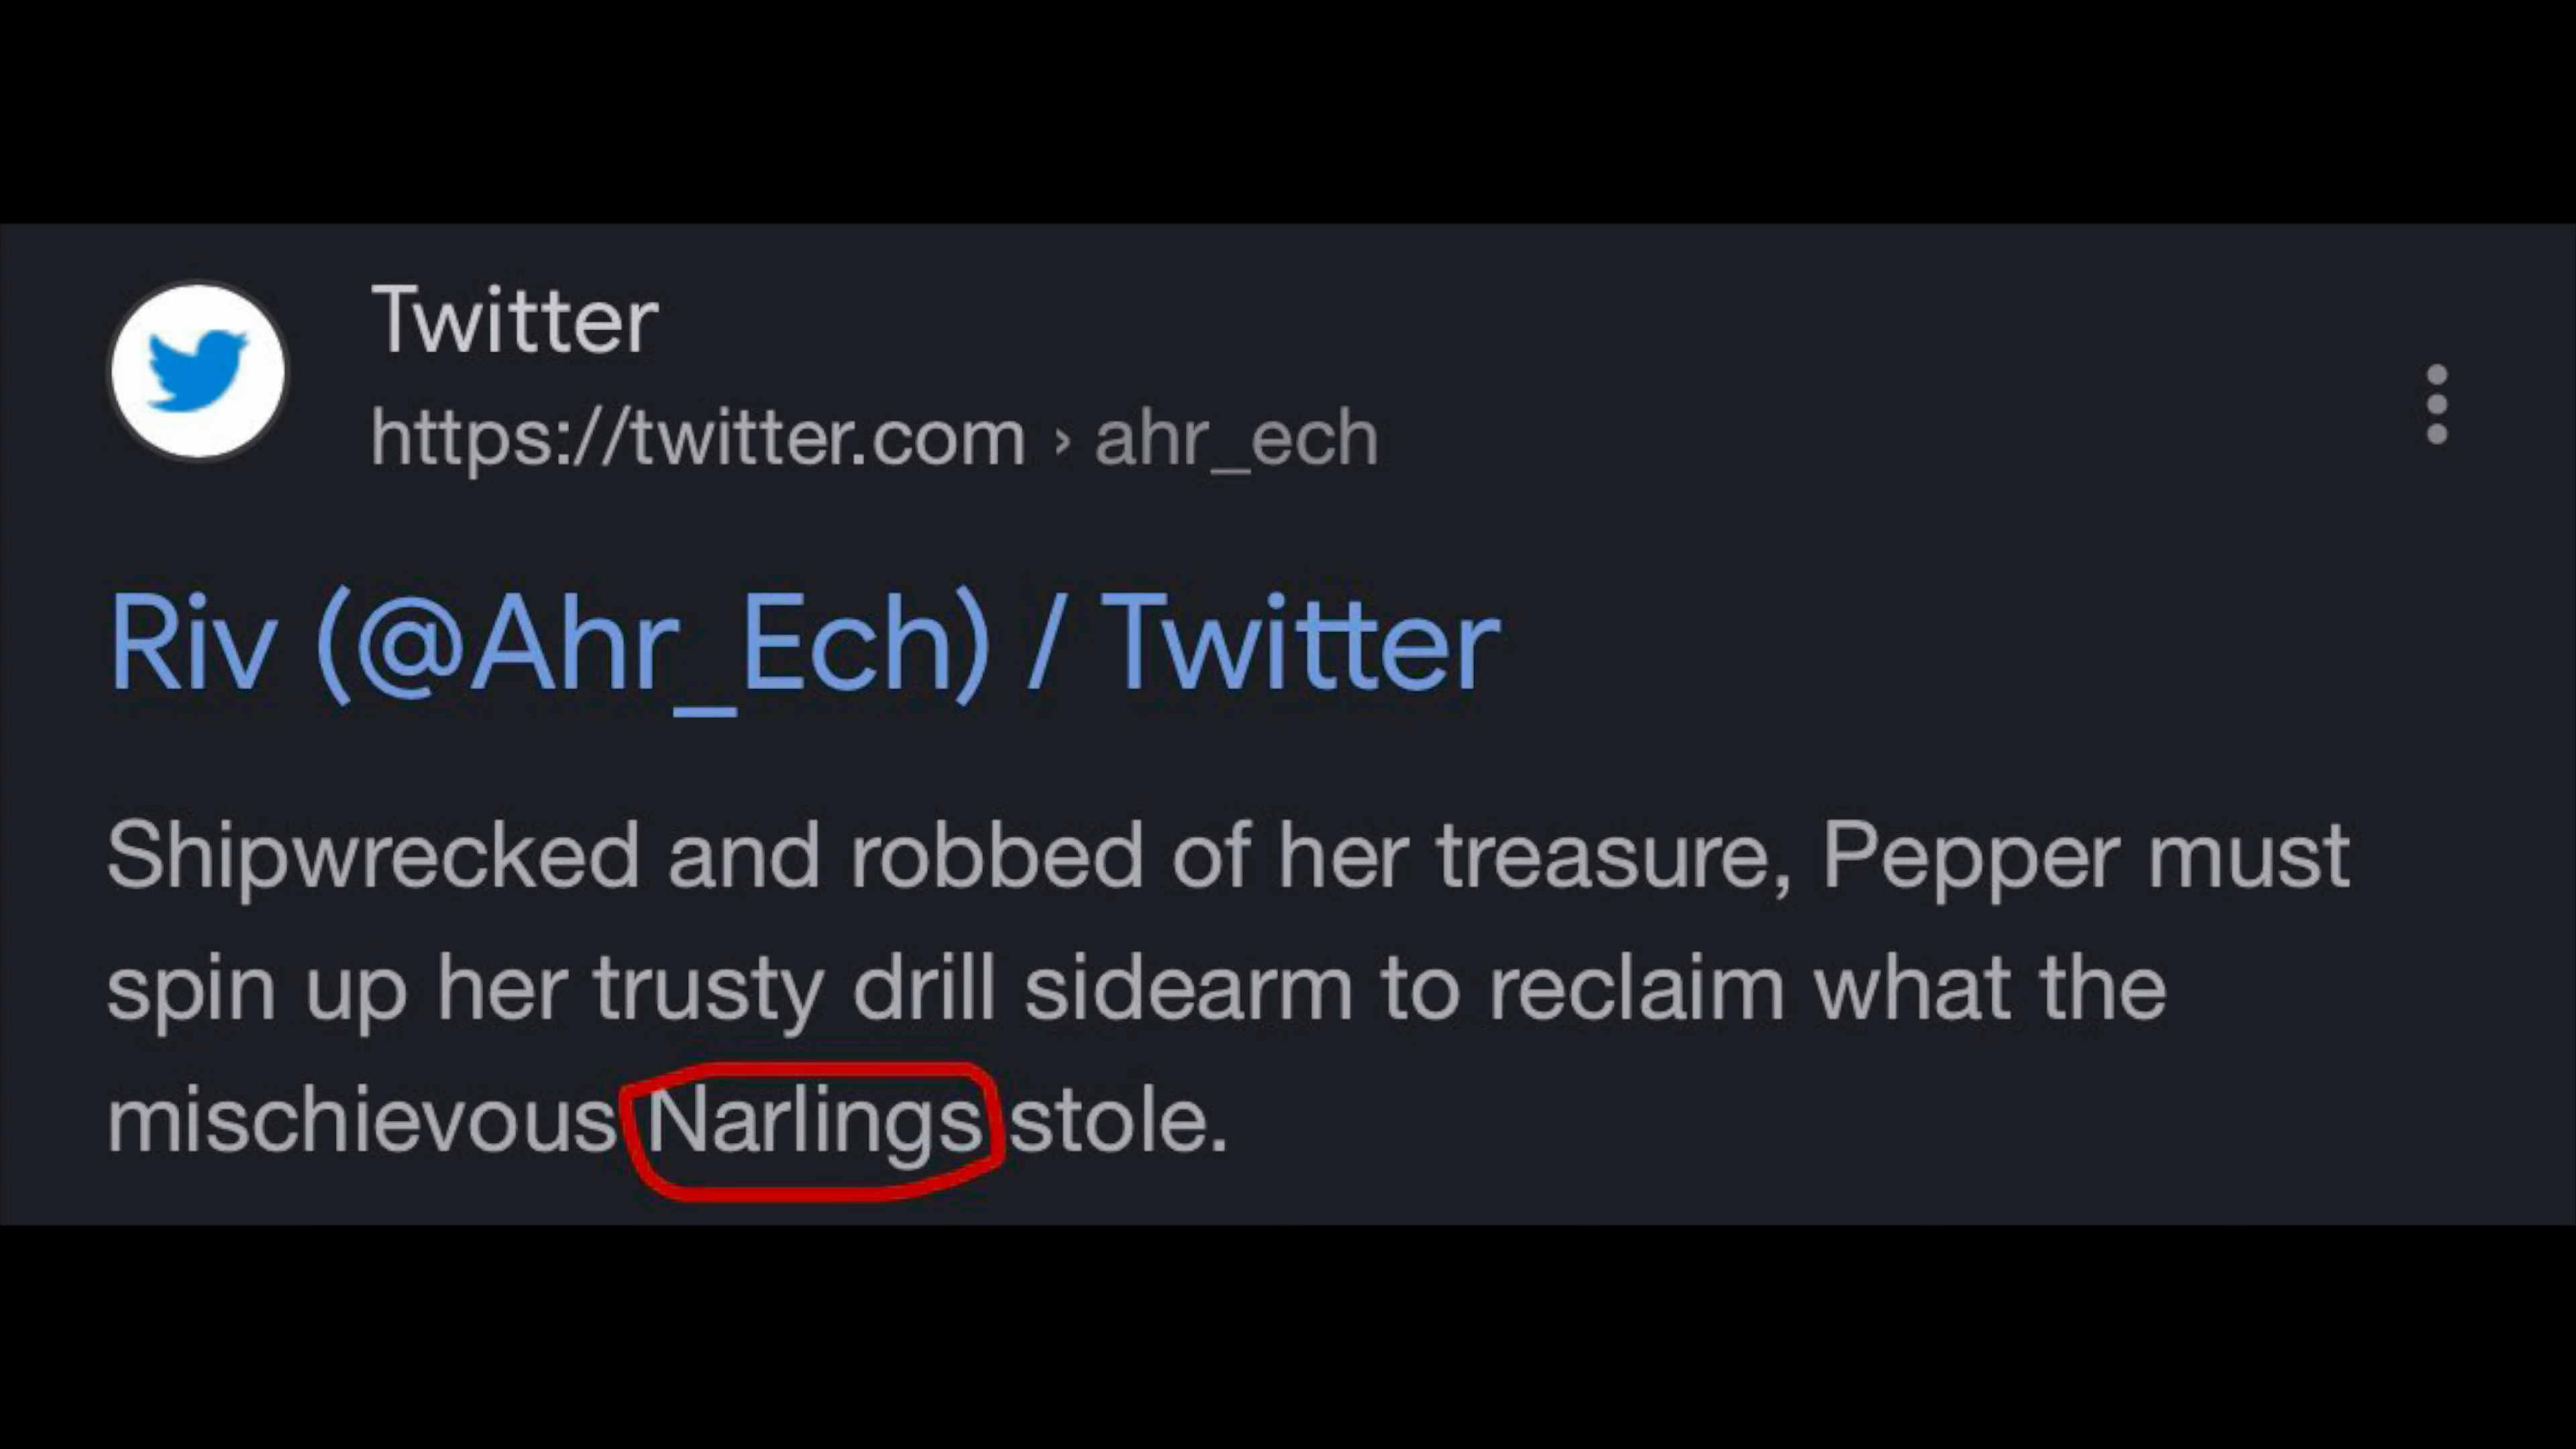 Twitter
https://twitter.com › ahr_ech
Riv (@Ahr_Ech) / Twitter
Shipwrecked and robbed of her treasure, Pepper must
spin up her trusty drill sidearm to reclaim what the
mischievous Narlings stole.